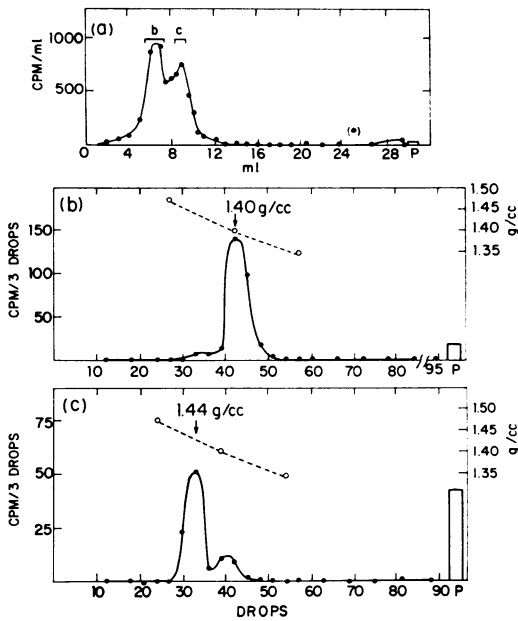 (a)
b c
CPM/ml
1000
500
0 4 8 12 16 20 24 28 P
(•)
ml
(b)
1.40 g/cc
CPM/3 DROPS
150
100
50
1.50
1.45
1.40
1.35
g/cc
10 20 30 40 50 60 70 80 95 P
(c)
1.44 g/cc
CPM/3 DROPS
75
50
25
1.50
1.45
1.40
1.35
g/cc
10 20 30 40 50 60 70 80 90 P
DROPS